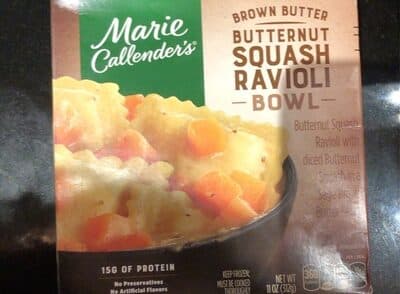 Marie
Callender's®
BROWN BUTTER
BUTTERNUT
SQUASH
RAVIOLI
BOWL
Butternut Squash
Ravioli with
diced Butternut
15G OF PROTEIN
No Preservatives
No Artificial Flavors
KEEP FROZEN;
MUST BE COOKED
THOROUGHLY
NET WT
11 OZ (312g)